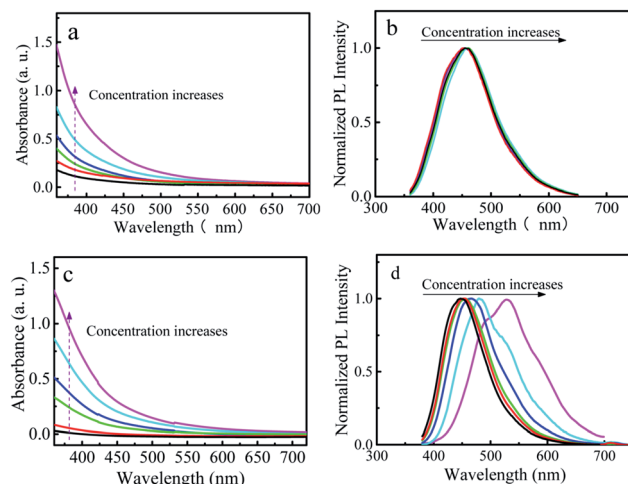 a
Concentration increases
Absorbance (a. u.)
1.5
1.0
0.5
0.0
400 450 500 550 600 650 700
Wavelength ( nm)
b
Concentration increases
Normalized PL Intensity
1.0
0.5
0.0
300 400 500 600 700
Wavelength ( nm)
c
Concentration increases
Absorbance (a. u.)
1.5
1.0
0.5
0.0
400 450 500 550 600 650 700
Wavelength (nm)
d
Concentration increases
Normalized PL Intensity
1.0
0.5
0.0
300 400 500 600 700
Wavelength (nm)